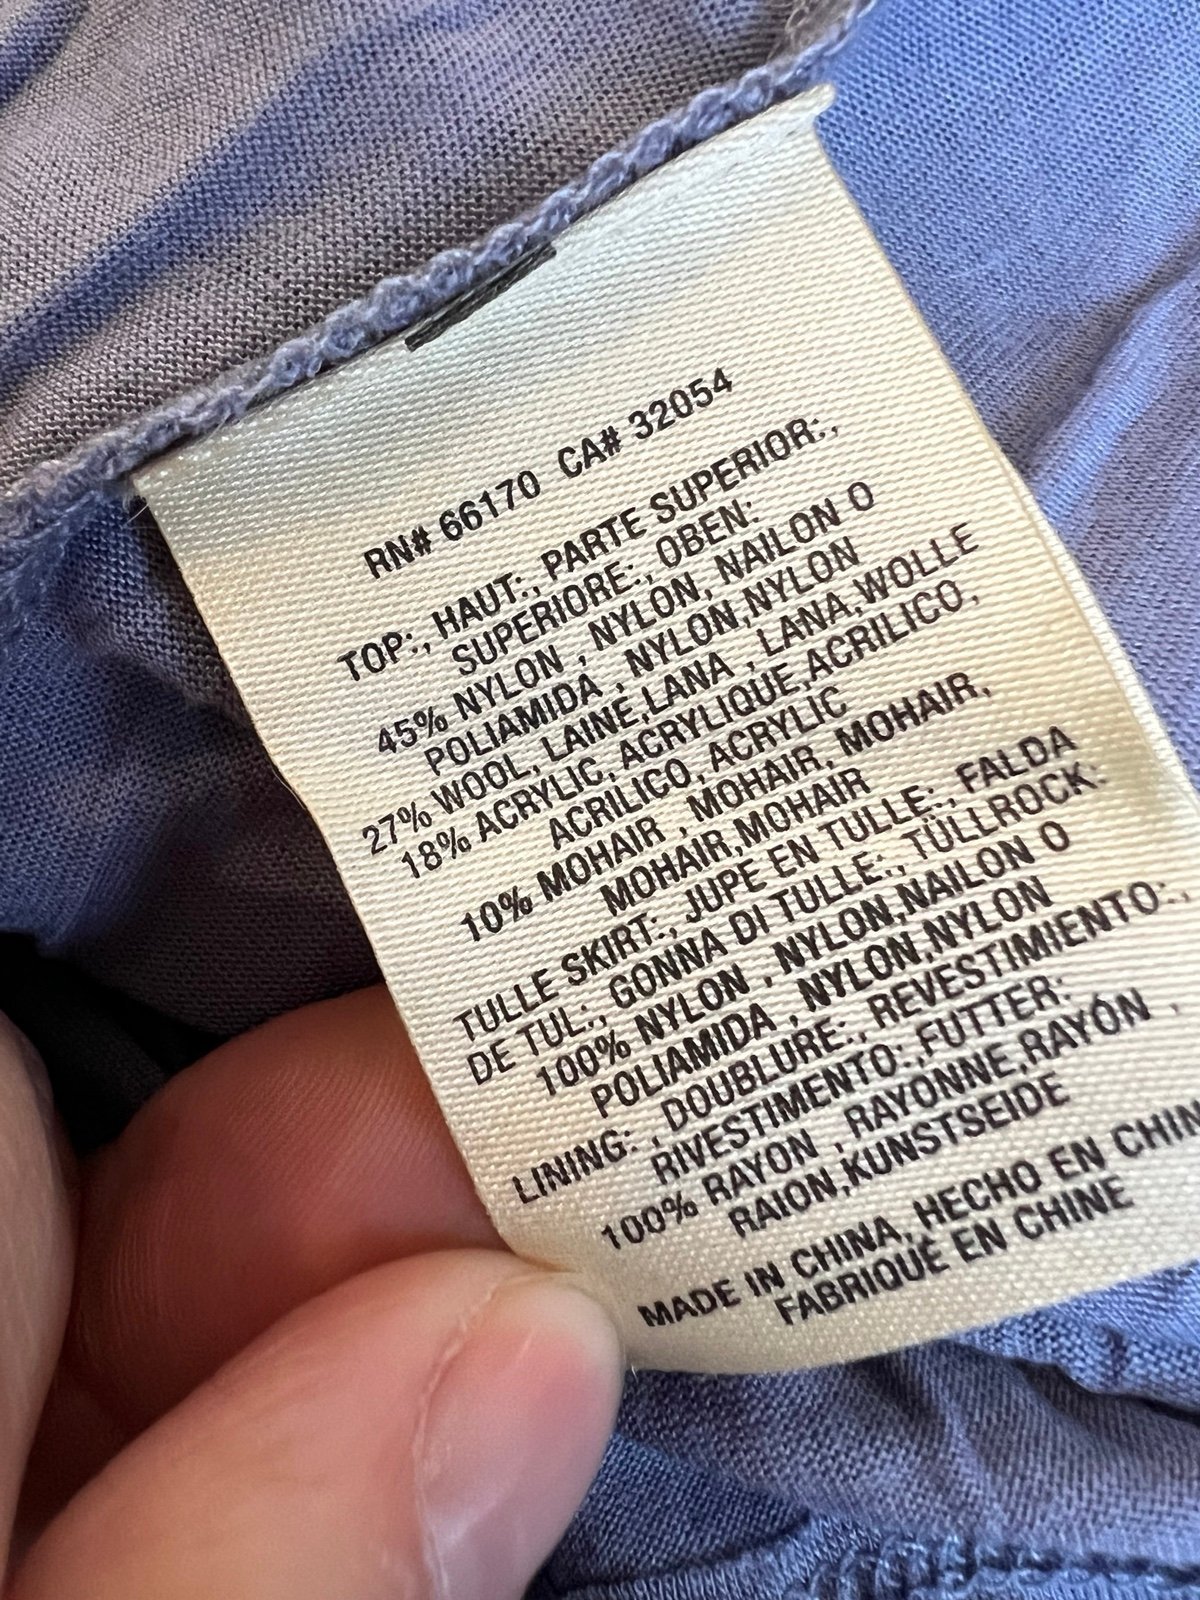 RN# 66170 CA# 32054
TOP:, HAUT:, PARTE SUPERIOR:,
SUPERIORE:, OBEN:
45% NYLON , NYLON, NAILON O
POLIAMIDA , NYLON,NYLON
27% WOOL, LAINE,LANA , LANA,WOLLE
18% ACRYLIC, ACRYLIQUE,ACRILICO,
ACRILICO, ACRYLIC
10% MOHAIR , MOHAIR, MOHAIR,
MOHAIR,MOHAIR
TULLE SKIRT:, JUPE EN TULLE:, FALDA
DE TUL:, GONNA DI TULLE:, TÜLLROCK:
100% NYLON , NYLON,NAILON O
POLIAMIDA , NYLON,NYLON
LINING: , DOUBLURE:, REVESTIMIENTO:,
RIVESTIMENTO:,FUTTER:
100% RAYON , RAYONNE,RAYÓN ,
RAION,KUNSTSEIDE
MADE IN CHINA, HECHO EN CHIN
FABRIQUÉ EN CHINE